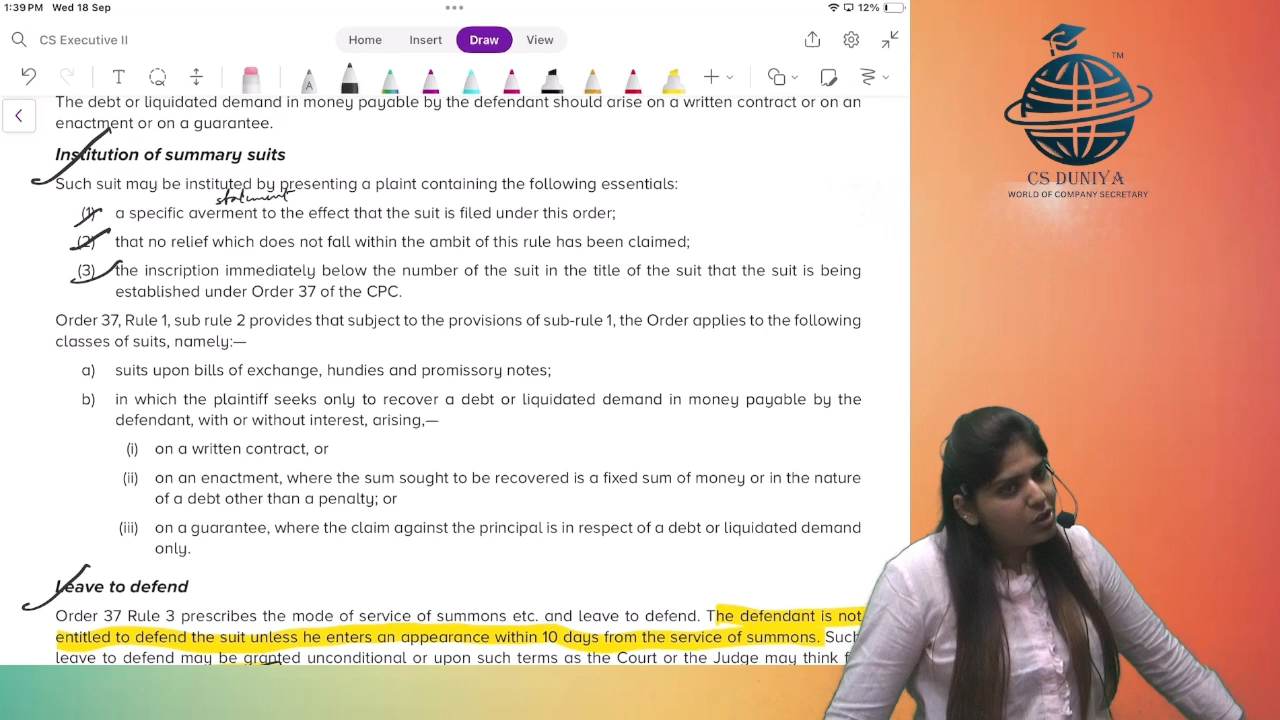 1:39 PM Wed 18 Sep
12%
CS Executive II
Home Insert Draw View
The debt or liquidated demand in money payable by the defendant should arise on a written contract or on an
enactment or on a guarantee.
Institution of summary suits
Such suit may be instituted by presenting a plaint containing the following essentials:
statement
(1) a specific averment to the effect that the suit is filed under this order;
(2) that no relief which does not fall within the ambit of this rule has been claimed;
(3) the inscription immediately below the number of the suit in the title of the suit that the suit is being
established under Order 37 of the CPC.
Order 37, Rule 1, sub rule 2 provides that subject to the provisions of sub-rule 1, the Order applies to the following
classes of suits, namely:—
a) suits upon bills of exchange, hundies and promissory notes;
b) in which the plaintiff seeks only to recover a debt or liquidated demand in money payable by the
defendant, with or without interest, arising,—
(i) on a written contract, or
(ii) on an enactment, where the sum sought to be recovered is a fixed sum of money or in the nature
of a debt other than a penalty; or
(iii) on a guarantee, where the claim against the principal is in respect of a debt or liquidated demand
only.
Leave to defend
Order 37 Rule 3 prescribes the mode of service of summons etc. and leave to defend. The defendant is not
entitled to defend the suit unless he enters an appearance within 10 days from the service of summons. Such
leave to defend may be granted unconditional or upon such terms as the Court or the Judge may think
TM
CS DUNIYA
WORLD OF COMPANY SECRETARY